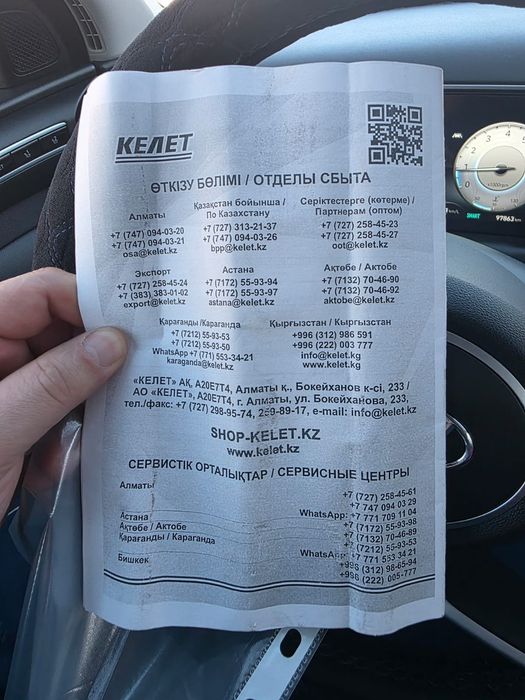 КЕЛЕТ
ӨТКІЗУ БӨЛІМІ / ОТДЕЛЫ СБЫТА
Алматы
+7 (747) 094-03-20
+7 (747) 094-03-21
osa@kelet.kz
Қазақстан бойынша /
По Казахстану
+7 (727) 313-21-37
+7 (747) 094-03-26
bpp@kelet.kz
Серіктестерге (көтерме) /
Партнерам (оптом)
+7 (727) 258-45-23
+7 (727) 258-45-27
oot@kelet.kz
Экспорт
+7 (727) 258-45-24
+7 (383) 383-01-02
export@kelet.kz
Астана
+7 (7172) 55-93-94
+7 (7172) 55-93-97
astana@kelet.kz
Ақтөбе / Актобе
+7 (7132) 70-46-90
+7 (7132) 70-46-92
aktobe@kelet.kz
Қарағанды /Караганда
+7 (7212) 55-93-53
+7 (7212) 55-93-50
WhatsApp +7 (771) 553-34-21
karaganda@kelet.kz
Қырғызстан / Кыргызстан
+996 (312) 986 591
+996 (222) 003 777
info@kelet.kg
www.kelet.kg
«КЕЛЕТ» АҚ, A20E7T4, Алматы қ., Бокейханов к-сі, 233 /
АО «КЕЛЕТ», A20E7T4, г. Алматы, ул. Бокейханова, 233,
тел./факс: +7 (727) 298-95-74, 259-89-17, e-mail: info@kelet.kz
SHOP-KELET.KZ
www.kelet.kz
СЕРВИСТІК ОРТАЛЫҚТАР / СЕРВИСНЫЕ ЦЕНТРЫ
Алматы
+7 (727) 258-45-61
+7 747 094 03 29
WhatsApp: +7 771 709 11 04
Астана
+7 (7172) 55-93-98
Ақтөбе / Актобе
+7 (7132) 70-46-89
Қарағанды / Караганда
+7 (7212) 55-93-53
WhatsApp: +7 771 553 34 21
Бишкек
+996 (312) 98-65-94
+996 (222) 005-777
SMART
97863 km
x1000rpm